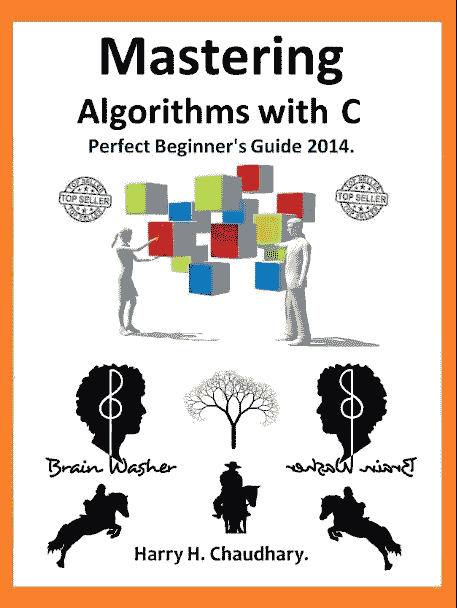 Mastering
Algorithms with C
Perfect Beginner's Guide 2014.
TOP SELLER
TOP SELLER
Brain Washer
Brain Washer
Harry H. Chaudhary.